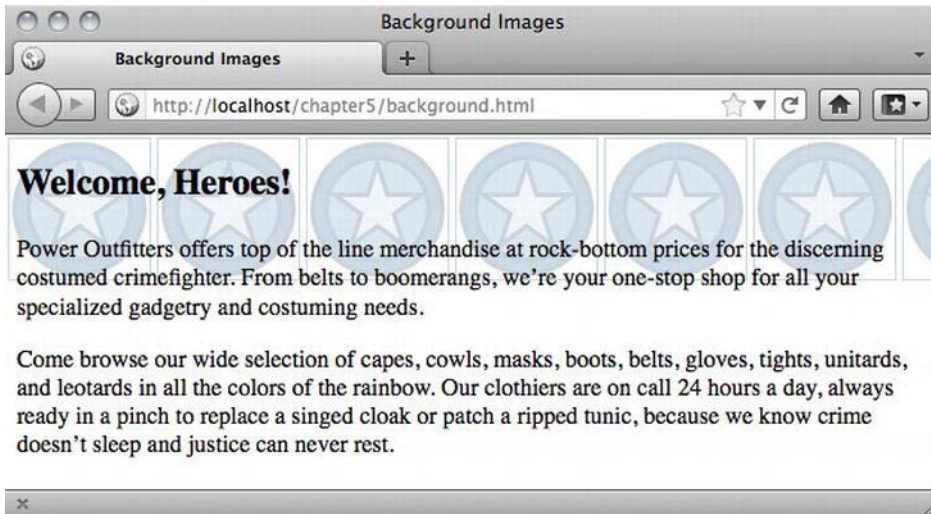 Background Images
Background Images
http://localhost/chapter5/background.html
Welcome, Heroes!
Power Outfitters offers top of the line merchandise at rock-bottom prices for the discerning
costumed crimefighter. From belts to boomerangs, we’re your one-stop shop for all your
specialized gadgetry and costuming needs.
Come browse our wide selection of capes, cowls, masks, boots, belts, gloves, tights, unitards,
and leotards in all the colors of the rainbow. Our clothiers are on call 24 hours a day, always
ready in a pinch to replace a singed cloak or patch a ripped tunic, because we know crime
doesn’t sleep and justice can never rest.